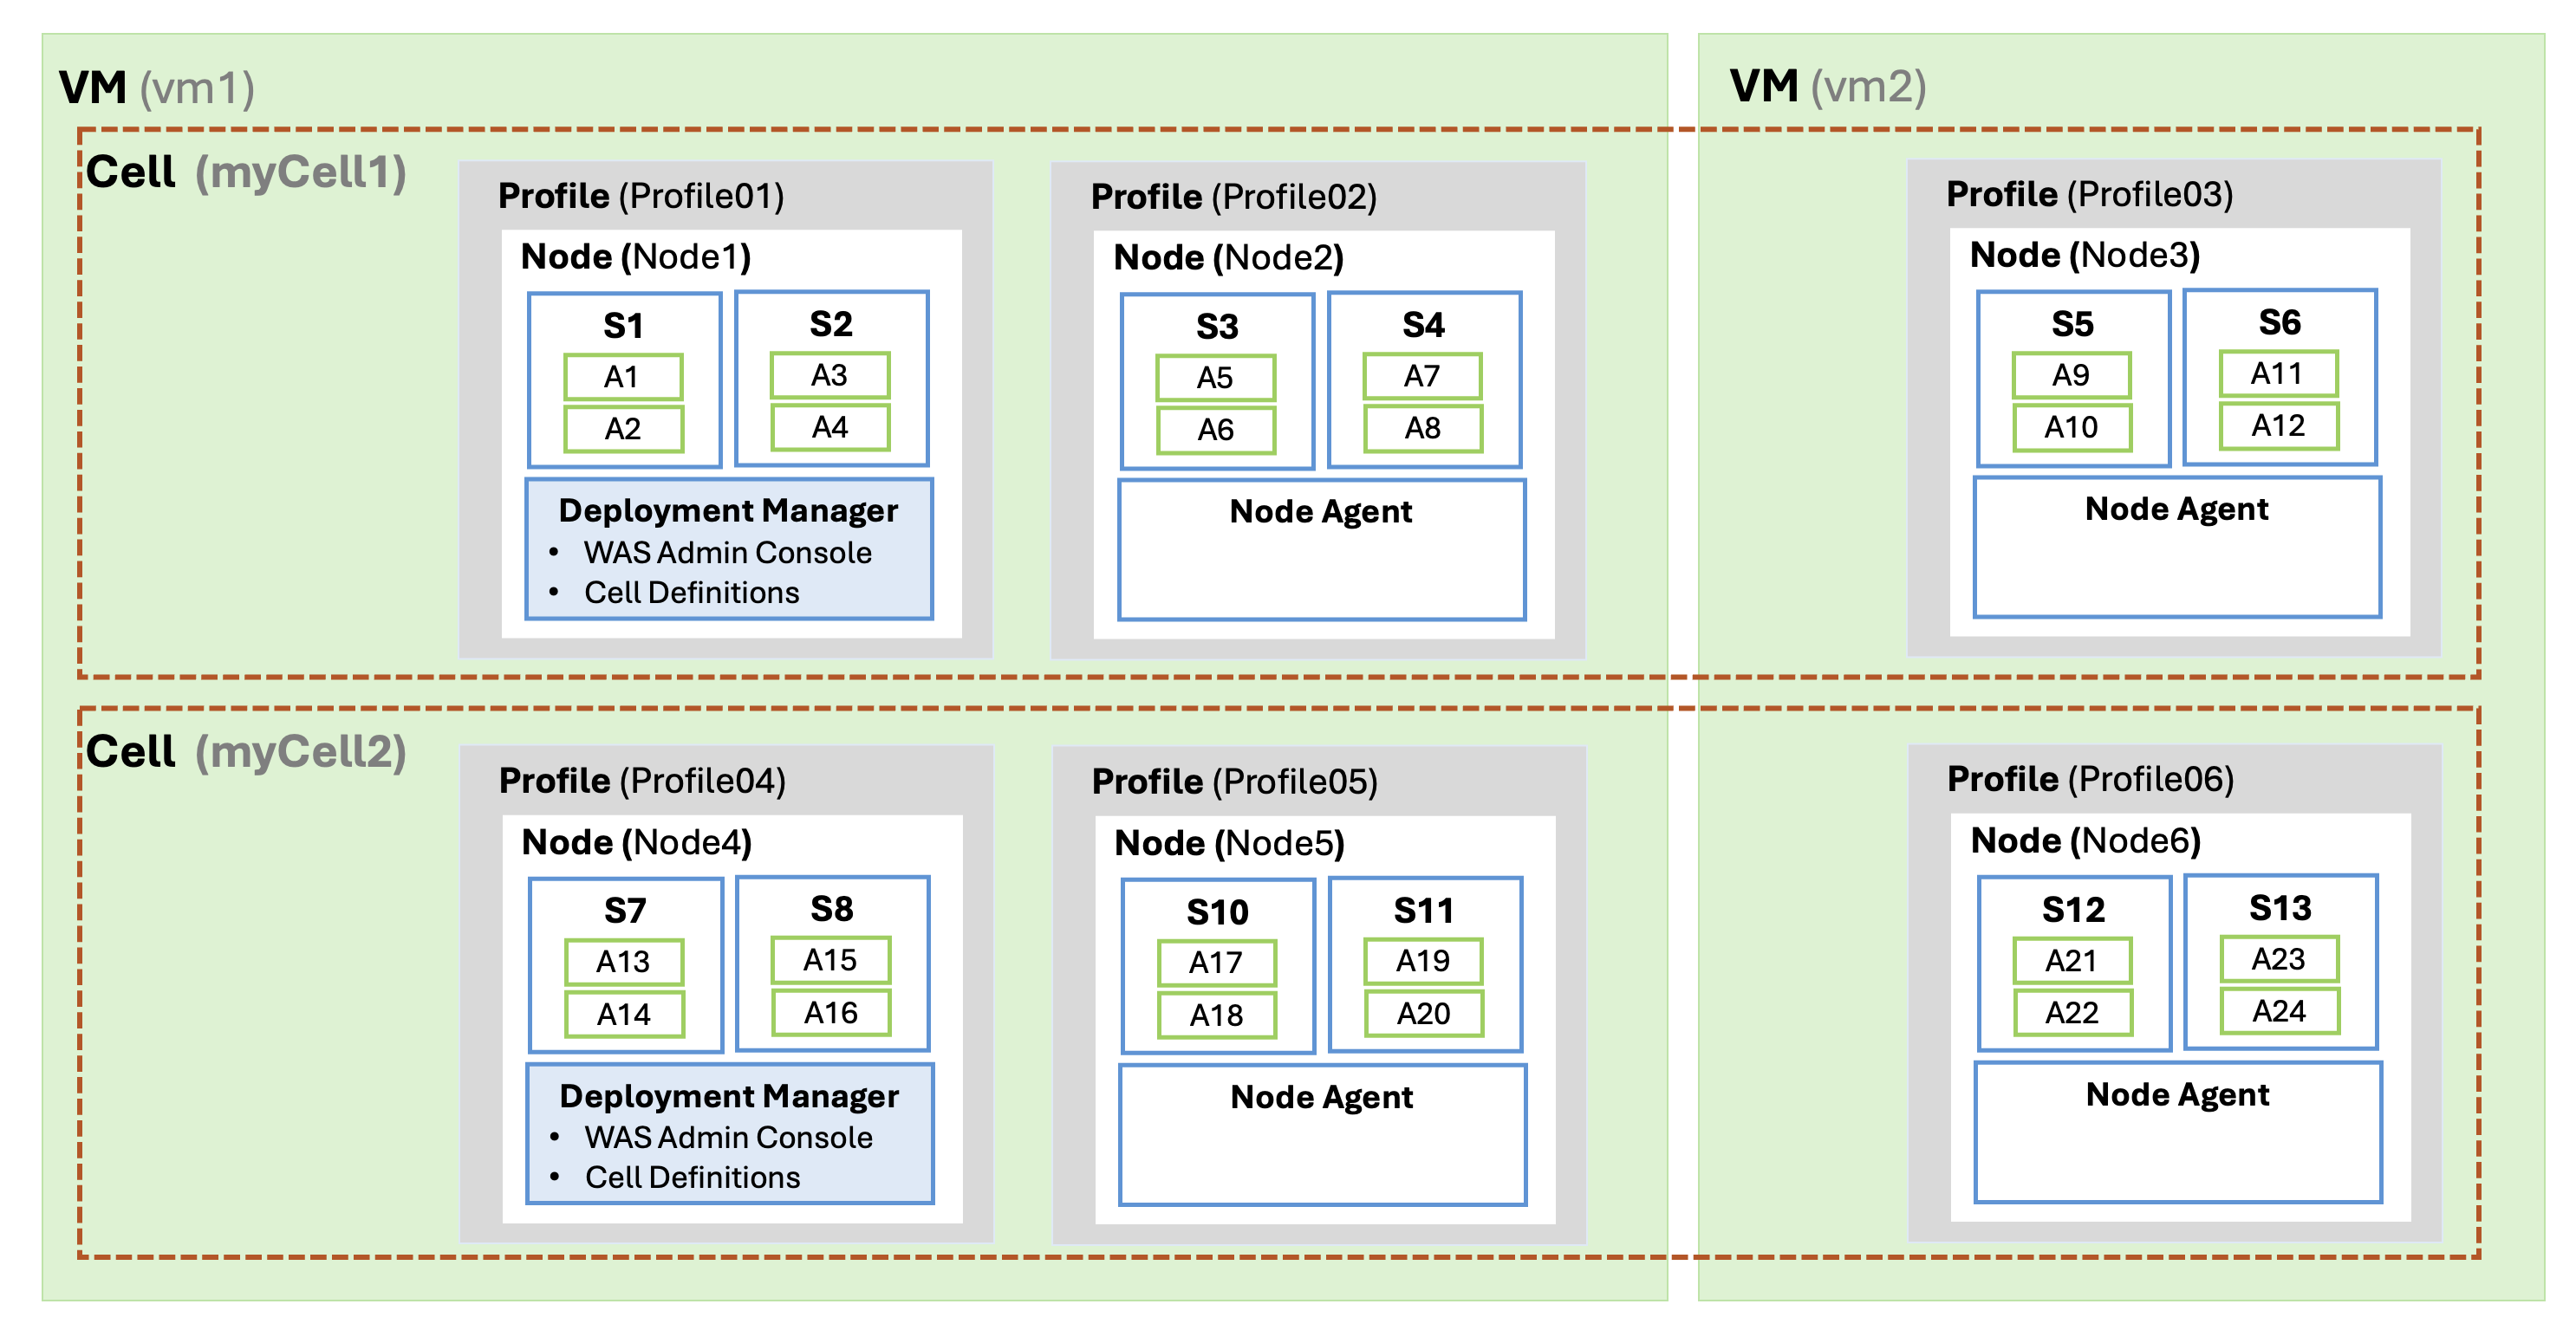 VM (vm1)
VM (vm2)
Cell (myCell1)
Profile (Profile01)
Node (Node1)
S1
A1
A2
S2
A3
A4
Deployment Manager
• WAS Admin Console
• Cell Definitions
Profile (Profile02)
Node (Node2)
S3
A5
A6
S4
A7
A8
Node Agent
Profile (Profile03)
Node (Node3)
S5
A9
A10
S6
A11
A12
Node Agent
Cell (myCell2)
Profile (Profile04)
Node (Node4)
S7
A13
A14
S8
A15
A16
Deployment Manager
• WAS Admin Console
• Cell Definitions
Profile (Profile05)
Node (Node5)
S10
A17
A18
S11
A19
A20
Node Agent
Profile (Profile06)
Node (Node6)
S12
A21
A22
S13
A23
A24
Node Agent